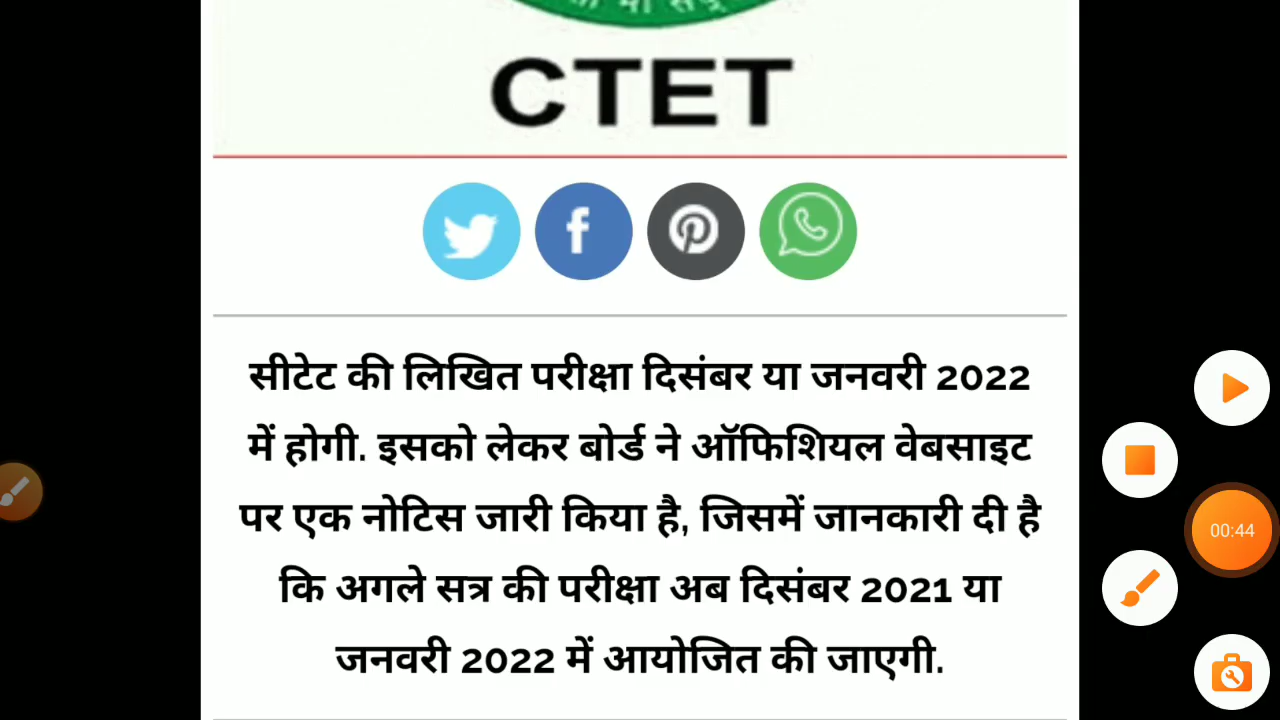 CTET
सीटेट की लिखित परीक्षा दिसंबर या जनवरी 2022
में होगी. इसको लेकर बोर्ड ने ऑफिशियल वेबसाइट
पर एक नोटिस जारी किया है, जिसमें जानकारी दी है
कि अगले सत्र की परीक्षा अब दिसंबर 2021 या
जनवरी 2022 में आयोजित की जाएगी.
00:44